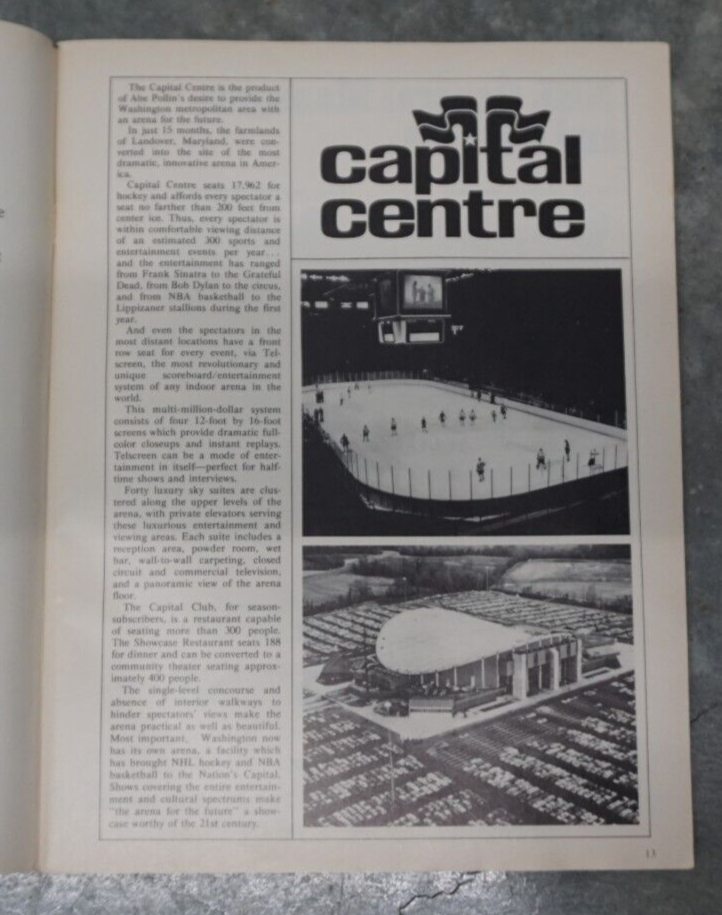 The Capital Centre is the product
of Abe Pollin's desire to provide the
Washington metropolitan area with
an arena for the future.
In just 15 months, the farmlands
of Landover, Maryland, were con-
verted into the site of the most
dramatic, innovative arena in Amer-
ica.
Capital Centre seats 17,962 for
hockey and affords every spectator a
seat no farther than 200 feet from
center ice. Thus, every spectator is
within comfortable viewing distance
of an estimated 300 sports and
entertainment events per year...
and the entertainment has ranged
from Frank Sinatra to the Grateful
Dead, from Bob Dylan to the circus,
and from NBA basketball to the
Lippizaner stallions during the first
year.
And even the spectators in the
most distant locations have a front
row seat for every event, via Tel-
screen, the most revolutionary and
unique scoreboard/entertainment
system of any indoor arena in the
world.
This multi-million-dollar system
consists of four 12-foot by 16-foot
screens which provide dramatic full-
color closeups and instant replays.
Telscreen can be a mode of enter-
tainment in itself—perfect for half-
time shows and interviews.
Forty luxury sky suites are clus-
tered along the upper levels of the
arena, with private elevators serving
these luxurious entertainment and
viewing areas. Each suite includes a
reception area, powder room, wet
bar, wall-to-wall carpeting, closed
circuit and commercial television,
and a panoramic view of the arena
floor.
The Capital Club, for season-
subscribers, is a restaurant capable
of seating more than 300 people.
The Showcase Restaurant seats 188
for dinner and can be converted to a
community theater seating approx-
imately 400 people.
The single-level concourse and
absence of interior walkways to
hinder spectators' views make the
arena practical as well as beautiful.
Most important, Washington now
has its own arena, a facility which
has brought NHL hockey and NBA
basketball to the Nation's Capital.
Shows covering the entire entertain-
ment and cultural spectrums make
"the arena for the future" a show-
case worthy of the 21st century.
capital
centre
13